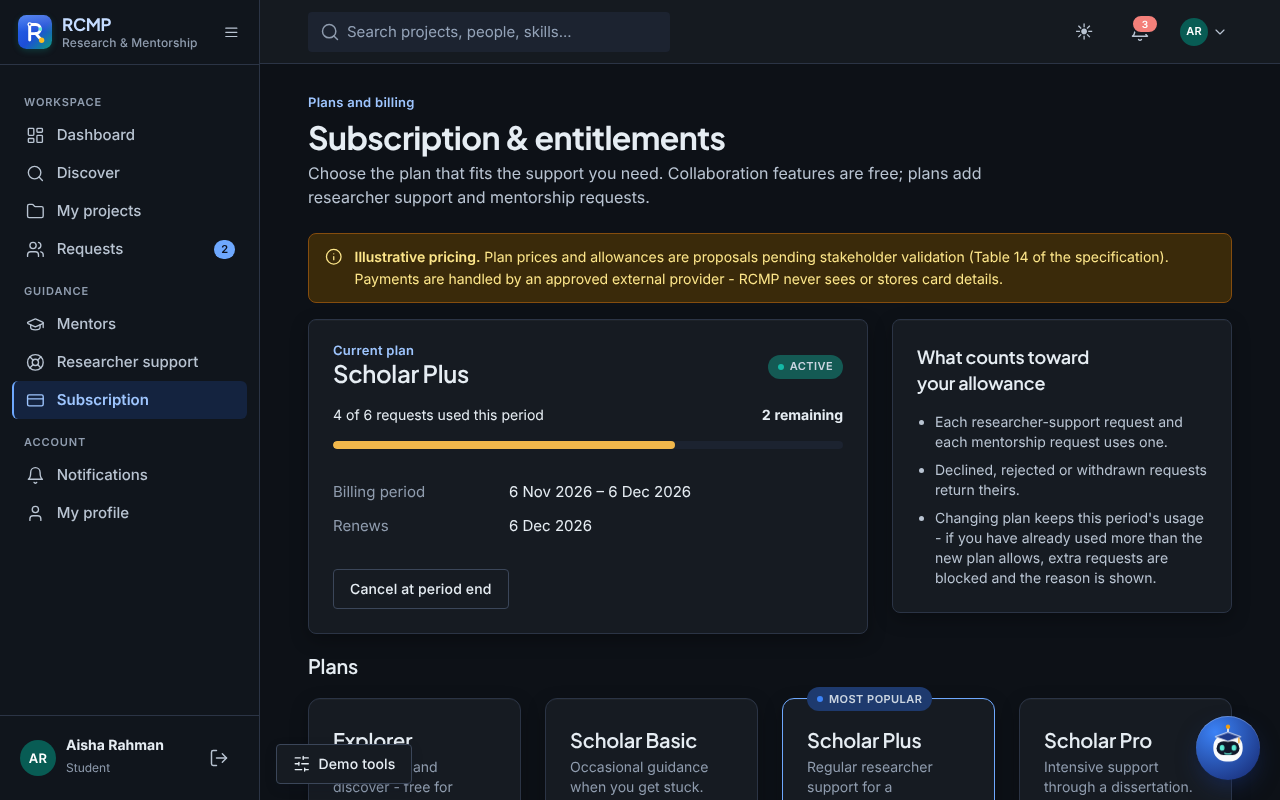 RCMP
Research & Mentorship
Search projects, people, skills...
3
AR
WORKSPACE
Dashboard
Discover
My projects
Requests
2
GUIDANCE
Mentors
Researcher support
Subscription
ACCOUNT
Notifications
My profile
AR
Aisha Rahman
Student
Plans and billing
Subscription & entitlements
Choose the plan that fits the support you need. Collaboration features are free; plans add
researcher support and mentorship requests.
Illustrative pricing. Plan prices and allowances are proposals pending stakeholder validation (Table 14 of the specification).
Payments are handled by an approved external provider - RCMP never sees or stores card details.
Current plan
Scholar Plus
ACTIVE
4 of 6 requests used this period
2 remaining
Billing period
6 Nov 2026 – 6 Dec 2026
Renews
6 Dec 2026
Cancel at period end
What counts toward
your allowance
Each researcher-support request and
each mentorship request uses one.
Declined, rejected or withdrawn requests
return theirs.
Changing plan keeps this period's usage
- if you have already used more than the
new plan allows, extra requests are
blocked and the reason is shown.
Plans
Explorer
and
discover - free for
Demo tools
Scholar Basic
Occasional guidance
when you get stuck.
MOST POPULAR
Scholar Plus
Regular researcher
support for a
Scholar Pro
Intensive support
through a dissertation.